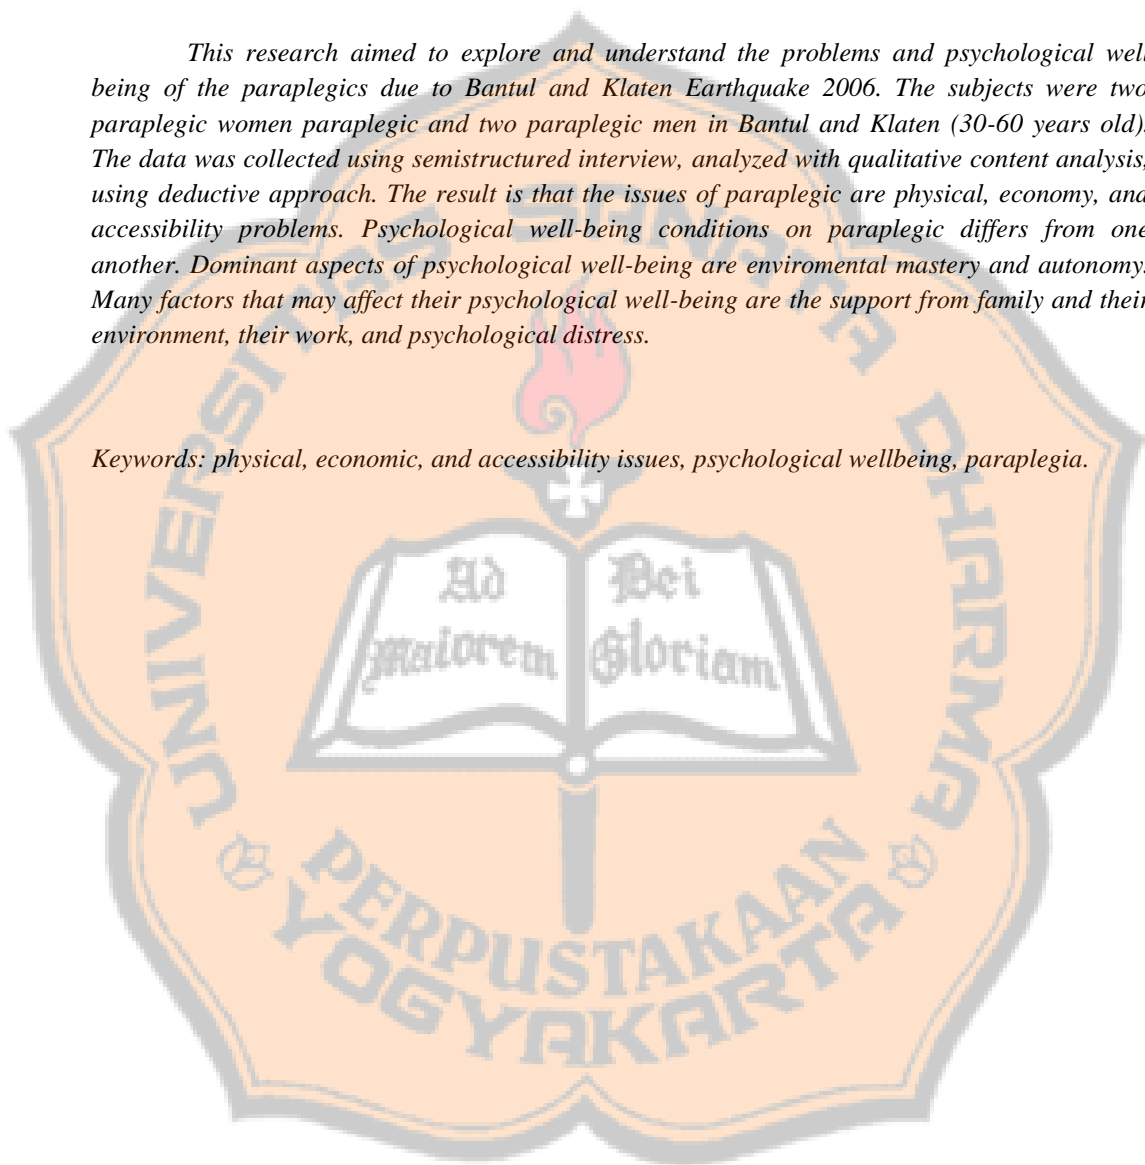 This research aimed to explore and understand the problems and psychological well
being of the paraplegics due to Bantul and Klaten Earthquake 2006. The subjects were two
paraplegic women paraplegic and two paraplegic men in Bantul and Klaten (30-60 years old).
The data was collected using semistructured interview, analyzed with qualitative content analysis,
using deductive approach. The result is that the issues of paraplegic are physical, economy, and
accessibility problems. Psychological well-being conditions on paraplegic differs from one
another. Dominant aspects of psychological well-being are enviromental mastery and autonomy.
Many factors that may affect their psychological well-being are the support from family and their
environment, their work, and psychological distress.
Keywords: physical, economic, and accessibility issues, psychological wellbeing, paraplegia.
UNIVERSITAS SANATA DHARMA
Ad Dei
Maiorem Gloriam
PERPUSTAKAAN
YOGYAKARTA